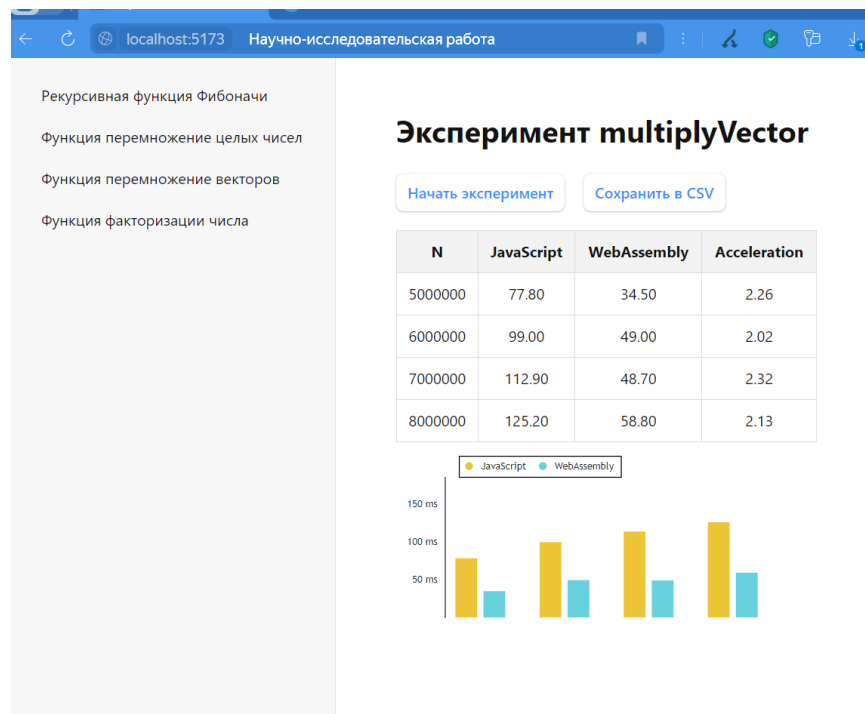 localhost:5173 Научно-исследовательская работа
1
Рекурсивная функция Фибоначи
Функция перемножение целых чисел
Функция перемножение векторов
Функция факторизации числа
Эксперимент multiplyVector
Начать эксперимент Сохранить в CSV
N JavaScript WebAssembly Acceleration
5000000 77.80 34.50 2.26
6000000 99.00 49.00 2.02
7000000 112.90 48.70 2.32
8000000 125.20 58.80 2.13
JavaScript WebAssembly
150 ms
100 ms
50 ms